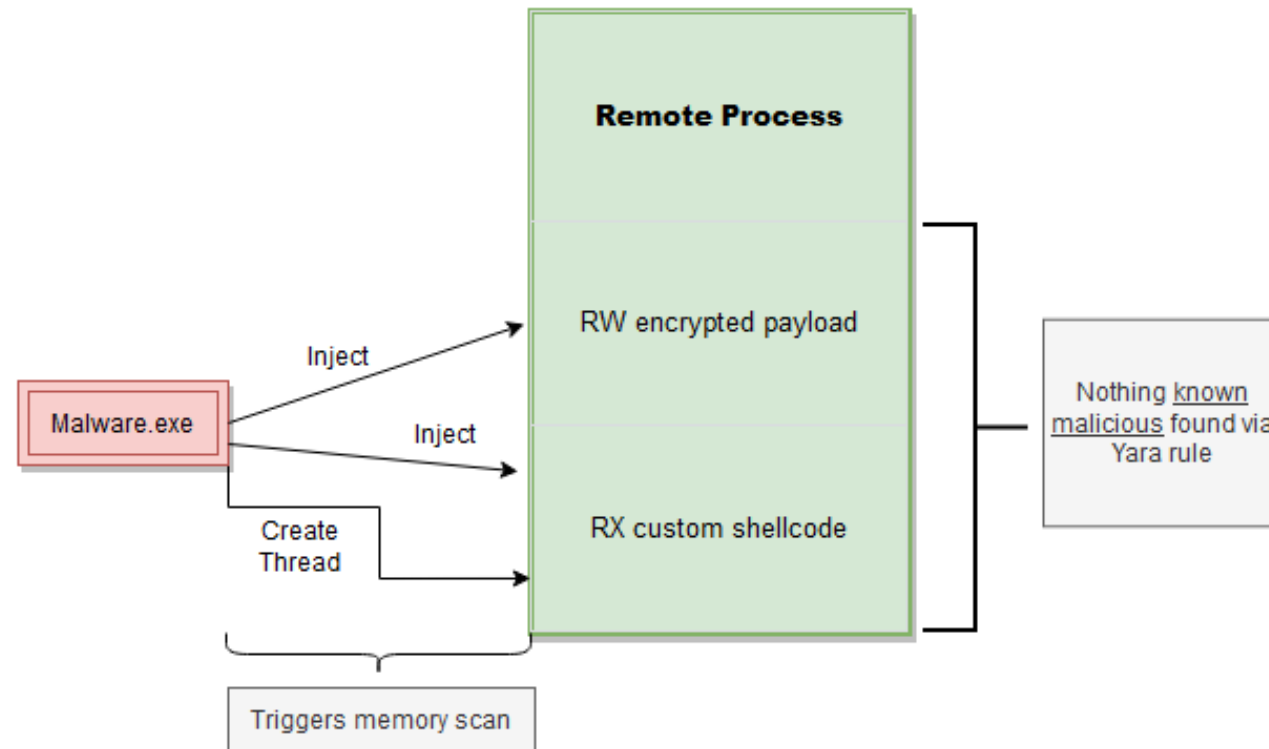 Remote Process
RW encrypted payload
Inject
Malware.exe
Inject
Nothing known
malicious found via
Yara rule
RX custom shellcode
Create
Thread
Triggers memory scan